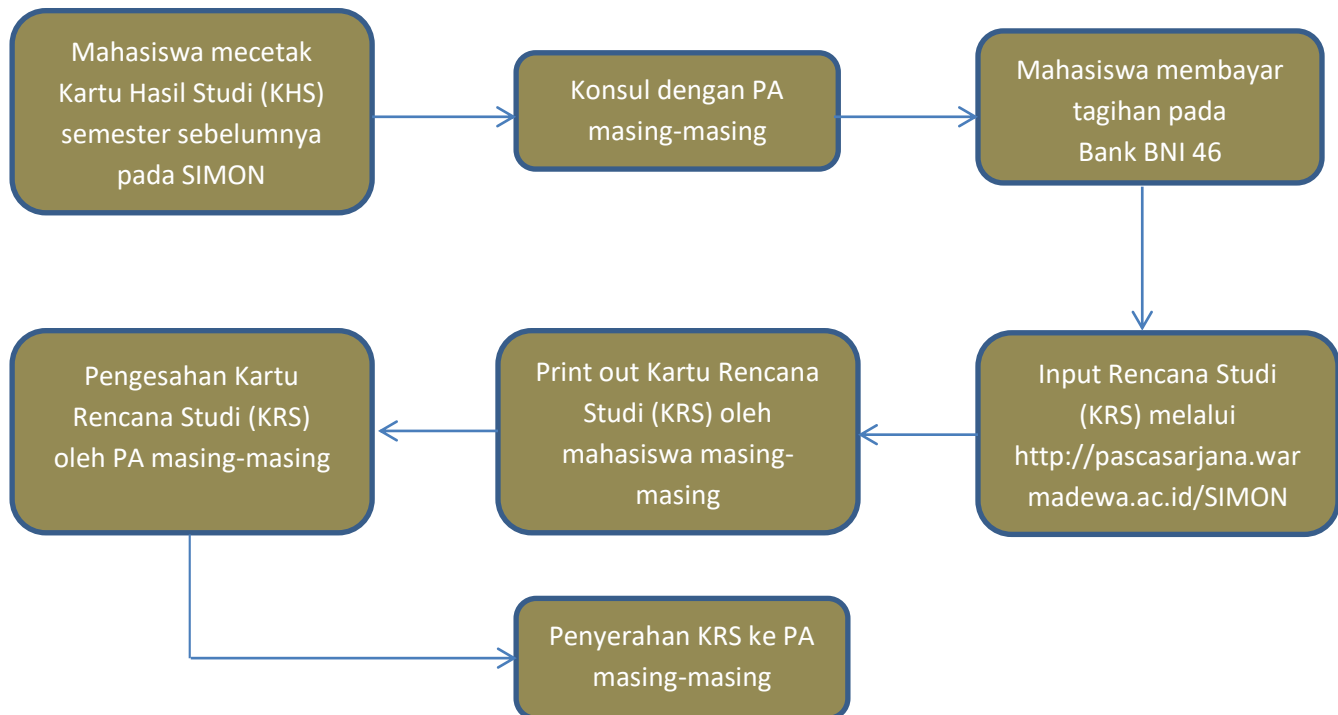 Mahasiswa mecetak
Kartu Hasil Studi (KHS)
semester sebelumnya
pada SIMON
Konsul dengan PA
masing-masing
Mahasiswa membayar
tagihan pada
Bank BNI 46
Input Rencana Studi
(KRS) melalui
http://pascasarjana.war
madewa.ac.id/SIMON
Print out Kartu Rencana
Studi (KRS) oleh
mahasiswa masing-
masing
Pengesahan Kartu
Rencana Studi (KRS)
oleh PA masing-masing
Penyerahan KRS ke PA
masing-masing